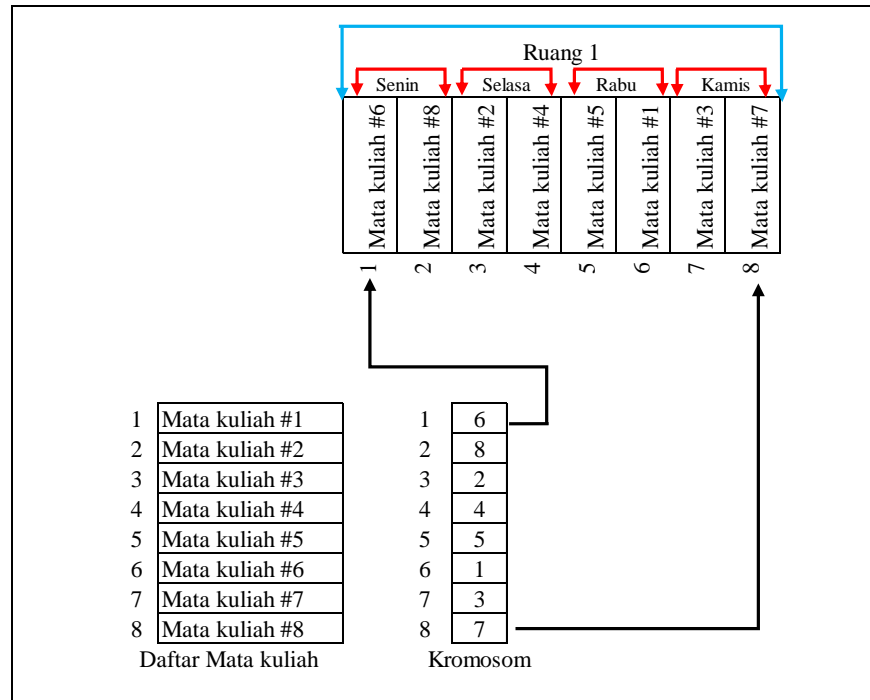 Ruang 1
Senin Selasa Rabu Kamis
Mata kuliah #6
Mata kuliah #8
Mata kuliah #2
Mata kuliah #4
Mata kuliah #5
Mata kuliah #1
Mata kuliah #3
Mata kuliah #7
1 2 3 4 5 6 7 8
1 Mata kuliah #1 1 6
2 Mata kuliah #2 2 8
3 Mata kuliah #3 3 2
4 Mata kuliah #4 4 4
5 Mata kuliah #5 5 5
6 Mata kuliah #6 6 1
7 Mata kuliah #7 7 3
8 Mata kuliah #8 8 7
Daftar Mata kuliah Kromosom